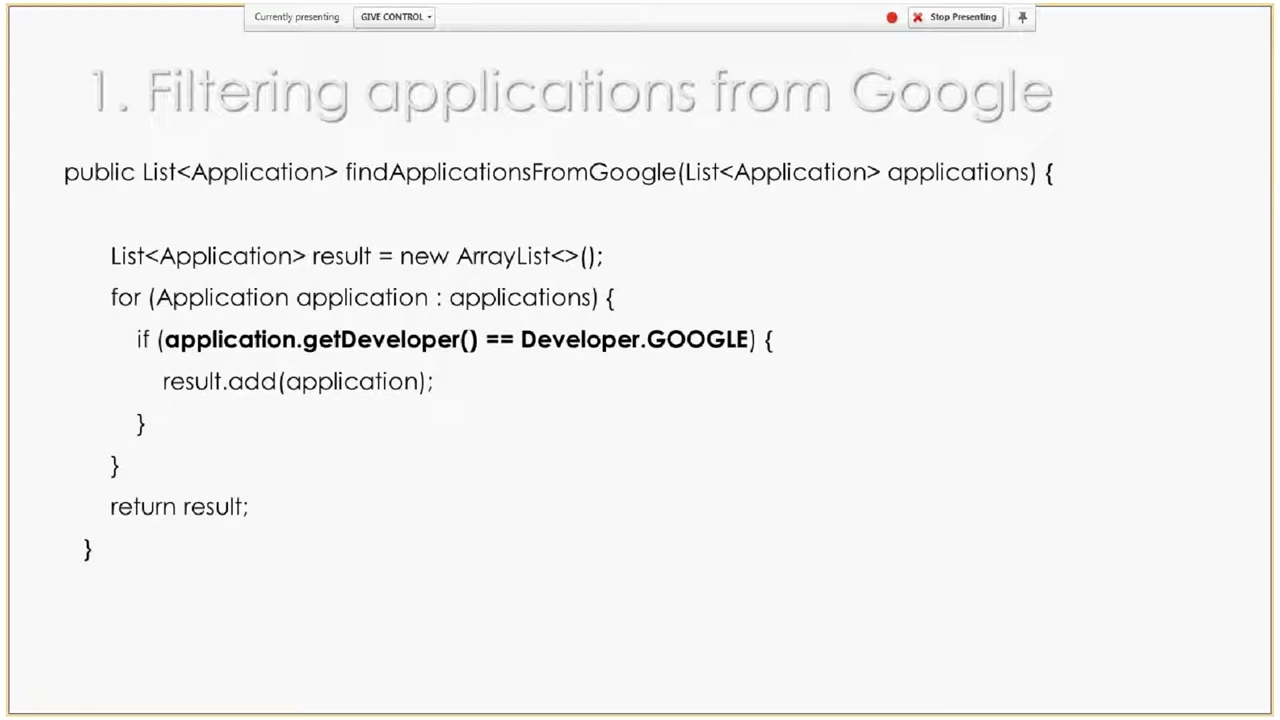 Currently presenting GIVE CONTROL Stop Presenting
1. Filtering applications from Google
public List<Application> findApplicationsFromGoogle(List<Application> applications) {
List<Application> result = new ArrayList<>();
for (Application application : applications) {
if (application.getDeveloper() == Developer.GOOGLE) {
result.add(application);
}
}
return result;
}